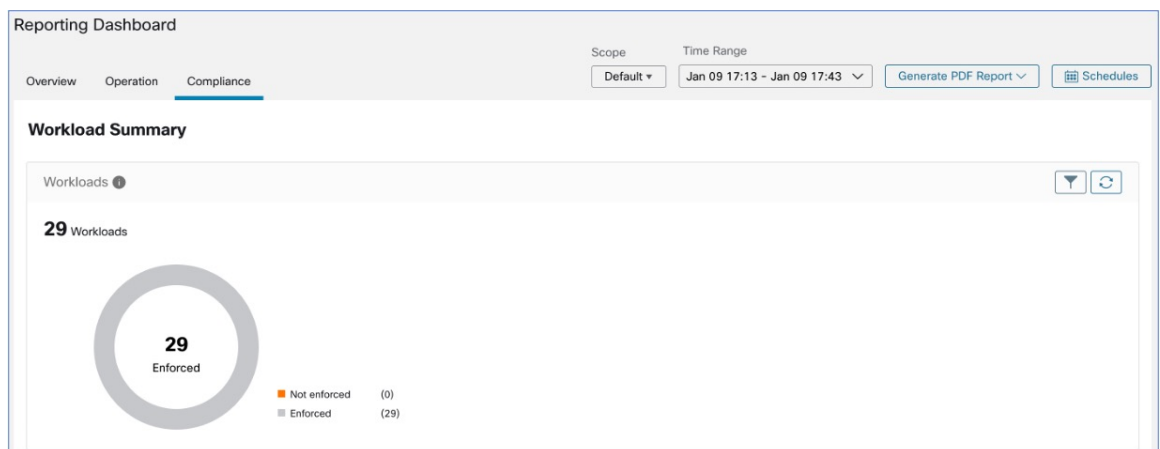 Reporting Dashboard
Scope
Time Range
Overview
Operation
Compliance
Default
Jan 09 17:13 - Jan 09 17:43
Generate PDF Report
Schedules
Workload Summary
Workloads
29 Workloads
29
Enforced
Not enforced (0)
Enforced (29)